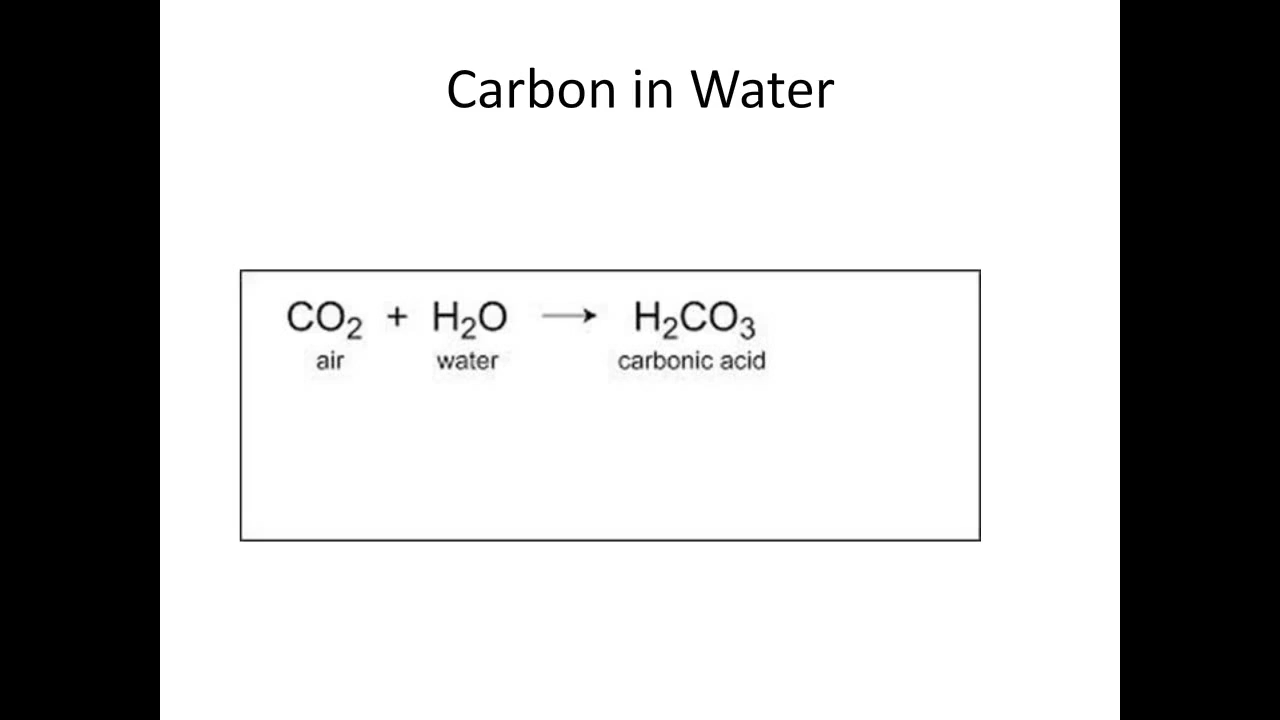 Carbon in Water
CO₂ + H₂O ⟶ H₂CO₃
air water carbonic acid